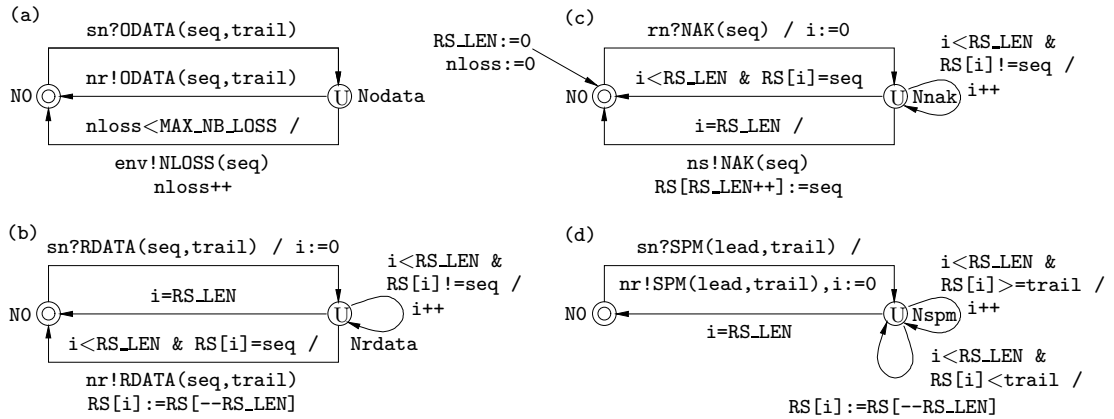 (a)
sn?ODATA(seq,trail)
nr!ODATA(seq,trail)
N0
U
Nodata
nloss<MAX_NB_LOSS /
env!NLOSS(seq)
nloss++
(c)
RS_LEN:=0
nloss:=0
rn?NAK(seq) / i:=0
i<RS_LEN & RS[i]=seq
N0
U
Nnak
i<RS_LEN &
RS[i]!=seq /
i++
i=RS_LEN /
ns!NAK(seq)
RS[RS_LEN++]:=seq
(b)
sn?RDATA(seq,trail) / i:=0
i=RS_LEN
N0
U
Nrdata
i<RS_LEN &
RS[i]!=seq /
i++
i<RS_LEN & RS[i]=seq /
nr!RDATA(seq,trail)
RS[i]:=RS[--RS_LEN]
(d)
sn?SPM(lead,trail) /
nr!SPM(lead,trail),i:=0
N0
U
Nspm
i<RS_LEN &
RS[i]>=trail /
i++
i=RS_LEN
i<RS_LEN &
RS[i]<trail /
RS[i]:=RS[--RS_LEN]